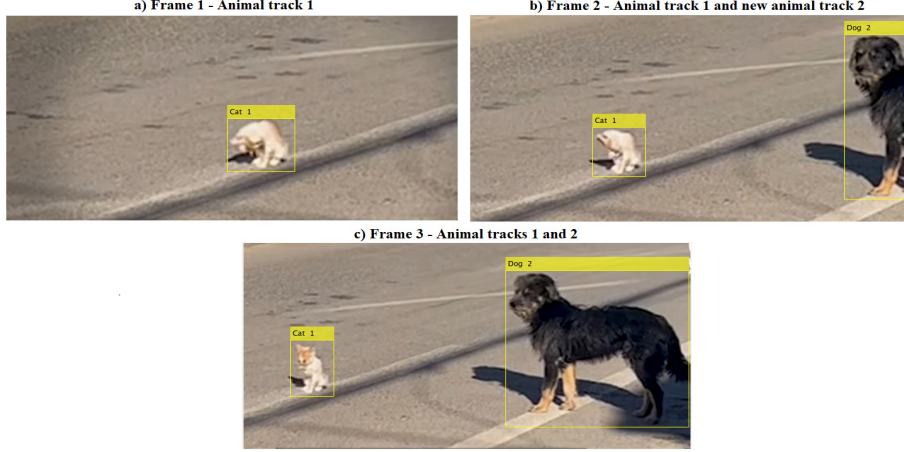 a) Frame 1 - Animal track 1
Cat 1
b) Frame 2 - Animal track 1 and new animal track 2
Cat 1
Dog 2
c) Frame 3 - Animal tracks 1 and 2
Cat 1
Dog 2